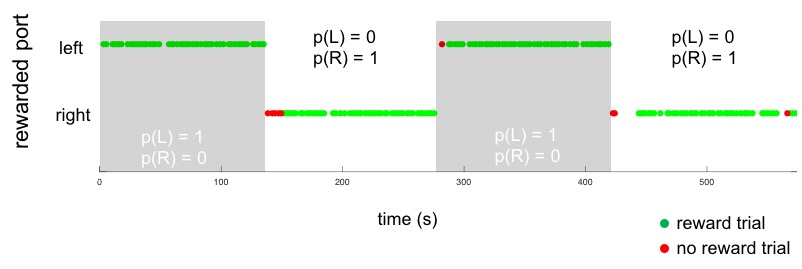 rewarded port
left
right
p(L) = 1
p(R) = 0
p(L) = 0
p(R) = 1
p(L) = 1
p(R) = 0
p(L) = 0
p(R) = 1
0 100 200 300 400 500
time (s)
reward trial
no reward trial